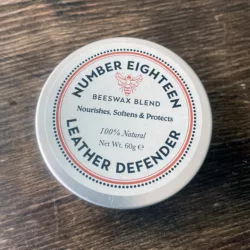 NUMBER EIGHTEEN
BEESWAX BLEND
Nourishes, Softens & Protects
100% Natural
Net Wt. 60g e
LEATHER DEFENDER